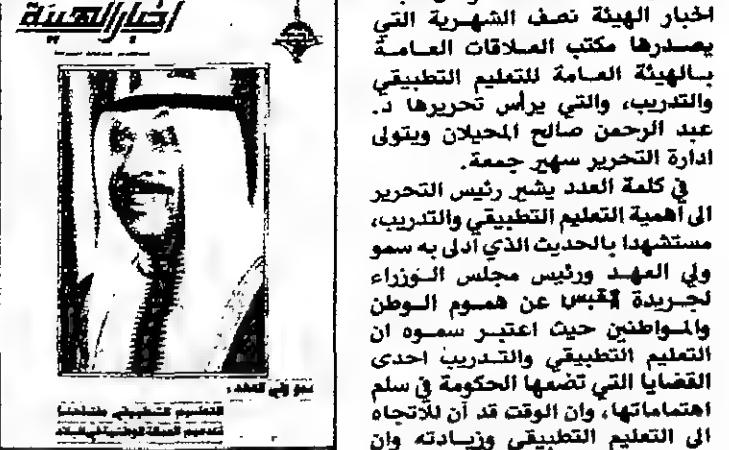 اخبار الهيئة نصف الشهرية التي
يصدرها مكتب العلاقات العامة
بالهيئة العامة للتعليم التطبيقي
والتدريب، والتي يرأس تحريرها د.
عبد الرحمن صالح المحيلان ويتولى
ادارة التحرير سهير جمعة.
في كلمة العدد يشير رئيس التحرير
الى أهمية التعليم التطبيقي والتدريب،
مستشهدا بالحديث الذي أدلى به سمو
ولي العهد ورئيس مجلس الوزراء
لجريدة القبس عن هموم الوطن
والمواطنين حيث اعتبر سموه ان
التعليم التطبيقي والتدريب احدى
القضايا التي تضعها الحكومة في سلم
اهتماماتها، وان الوقت قد آن للاتجاه
الى التعليم التطبيقي وزيادته وان
اخبار الهيئة
سمو ولي العهد :
التعليم التطبيقي